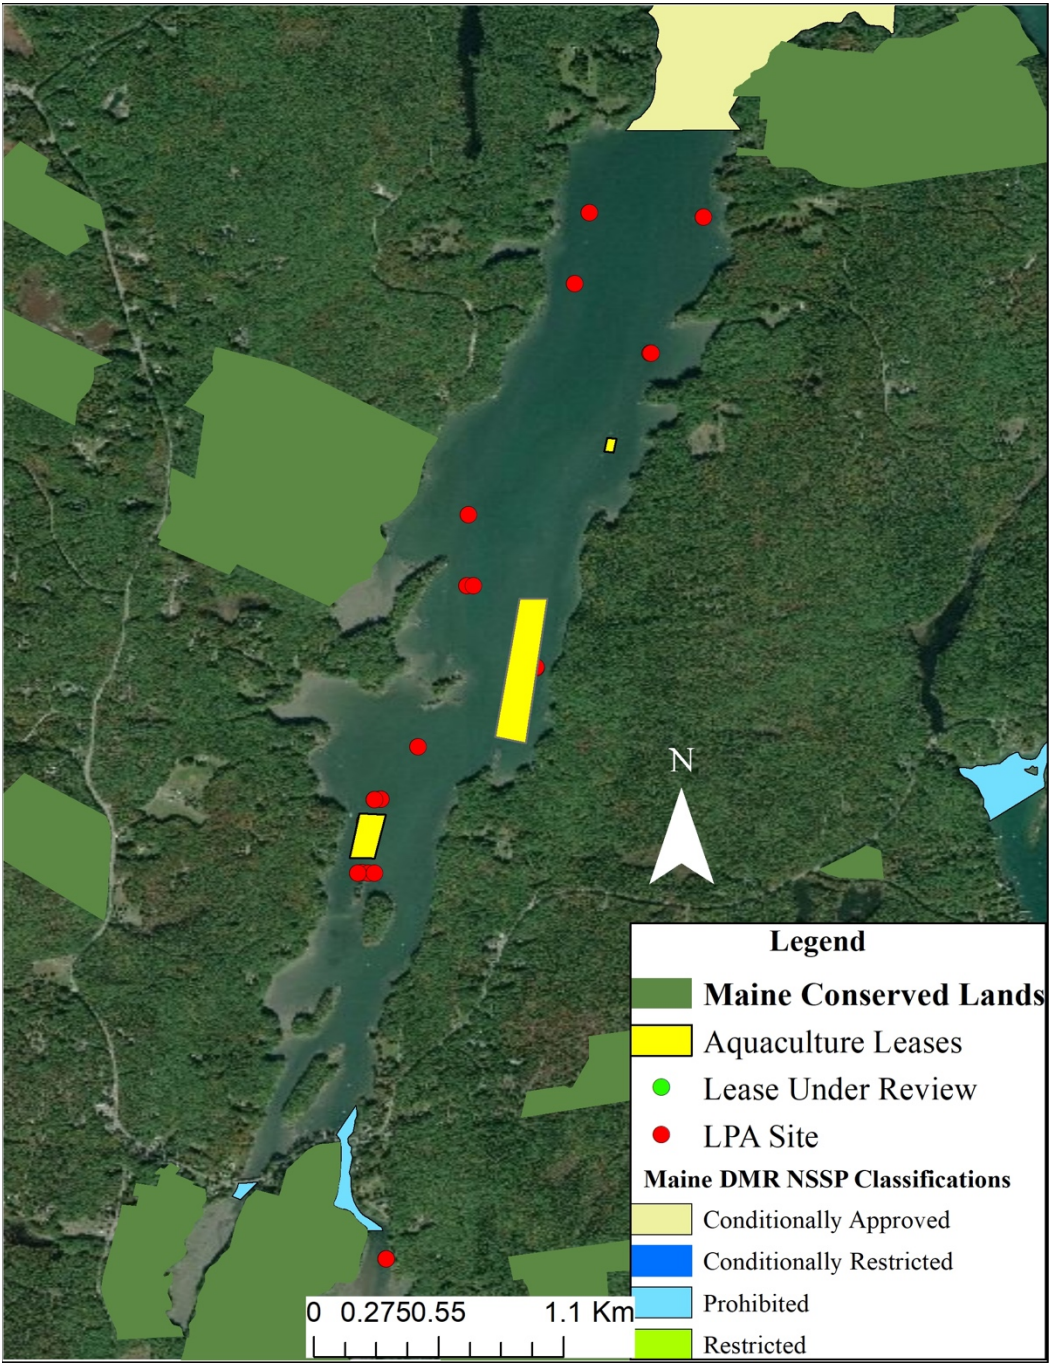 N
Legend
Maine Conserved Lands
Aquaculture Leases
Lease Under Review
LPA Site
Maine DMR NSSP Classifications
Conditionally Approved
Conditionally Restricted
Prohibited
Restricted
0 0.2750.55 1.1 Km